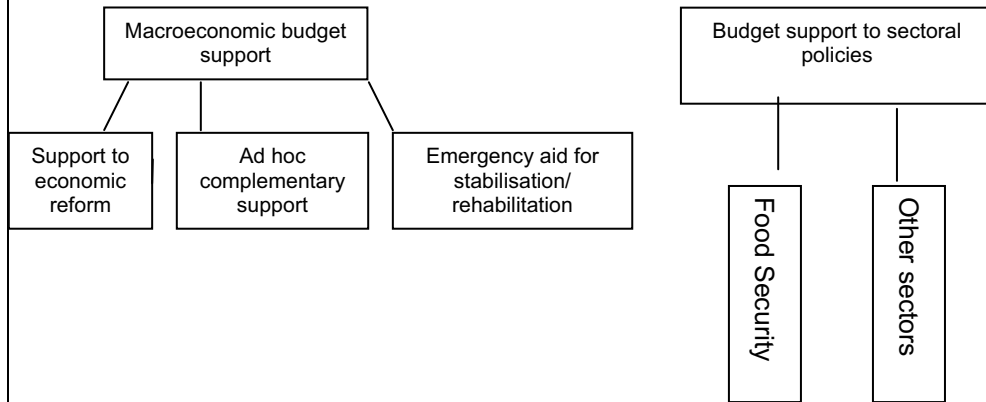 Macroeconomic budget
support
Budget support to sectoral
policies
Support to
economic
reform
Ad hoc
complementary
support
Emergency aid for
stabilisation/
rehabilitation
Food Security
Other sectors